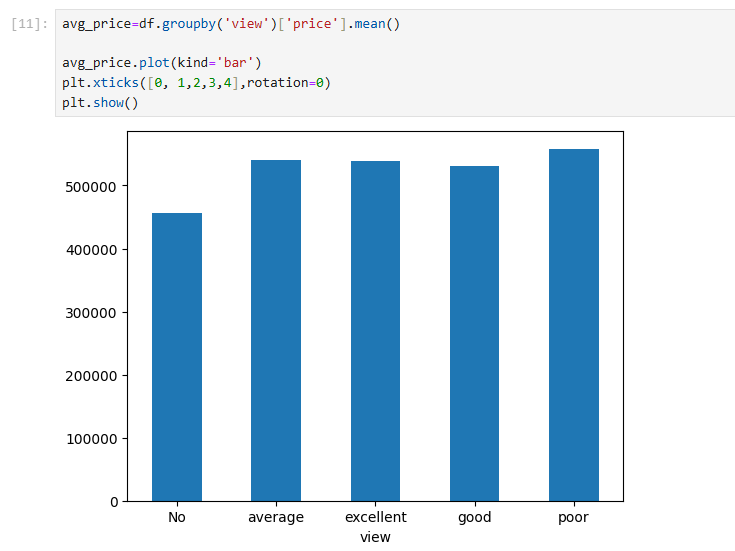 [11]: avg_price=df.groupby('view')['price'].mean()
avg_price.plot(kind='bar')
plt.xticks([0, 1,2,3,4],rotation=0)
plt.show()
500000
400000
300000
200000
100000
0
No average excellent good poor
view